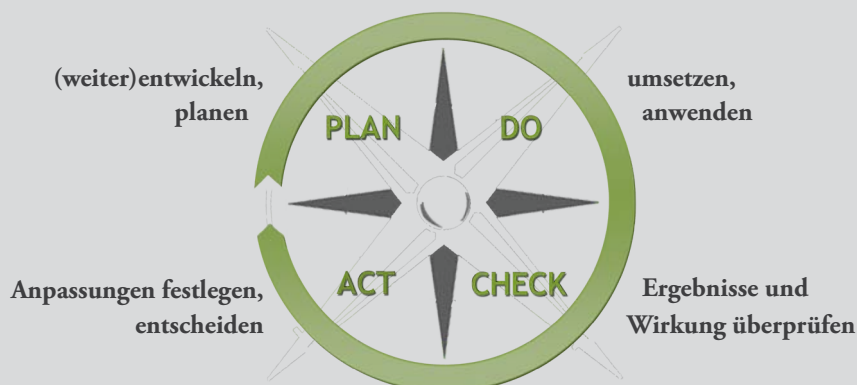 (weiter)entwickeln,
planen
PLAN
DO
umsetzen,
anwenden
Anpassungen festlegen,
entscheiden
ACT
CHECK
Ergebnisse und
Wirkung überprüfen